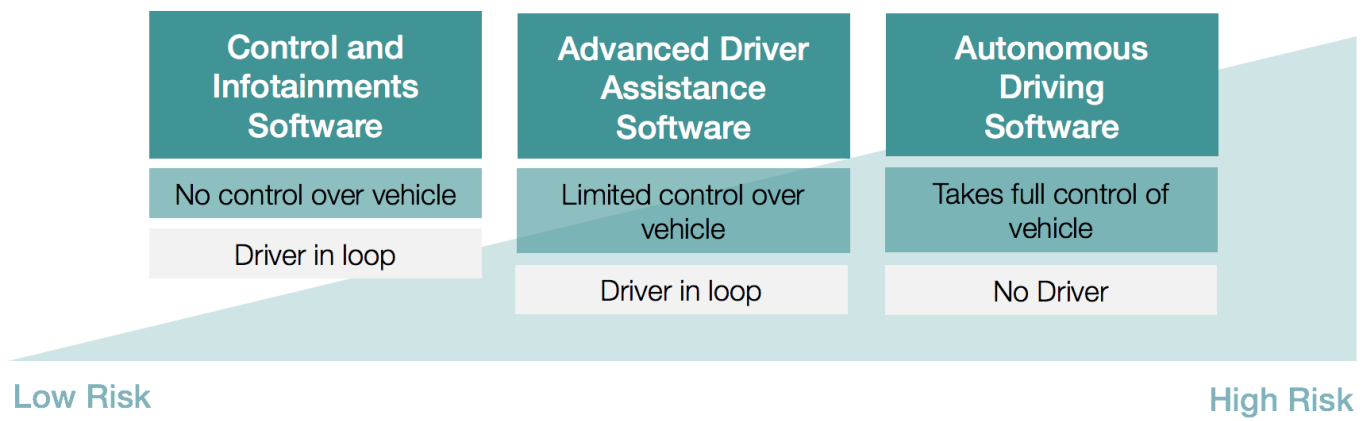 Control and
Infotainments
Software
No control over vehicle
Driver in loop
Advanced Driver
Assistance
Software
Limited control over
vehicle
Driver in loop
Autonomous
Driving
Software
Takes full control of
vehicle
No Driver
Low Risk
High Risk